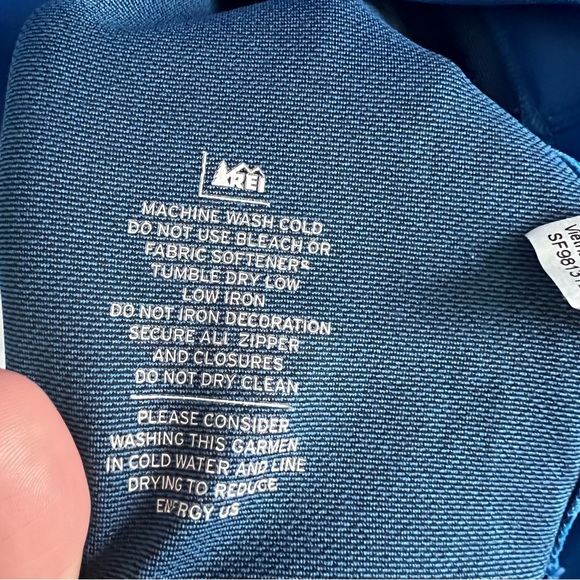 REI
MACHINE WASH COLD
DO NOT USE BLEACH OR
FABRIC SOFTENERS
TUMBLE DRY LOW
LOW IRON
DO NOT IRON DECORATION
SECURE ALL ZIPPER
AND CLOSURES
DO NOT DRY CLEAN
PLEASE CONSIDER
WASHING THIS GARMEN
IN COLD WATER AND LINE
DRYING TO REDUCE
ENERGY US